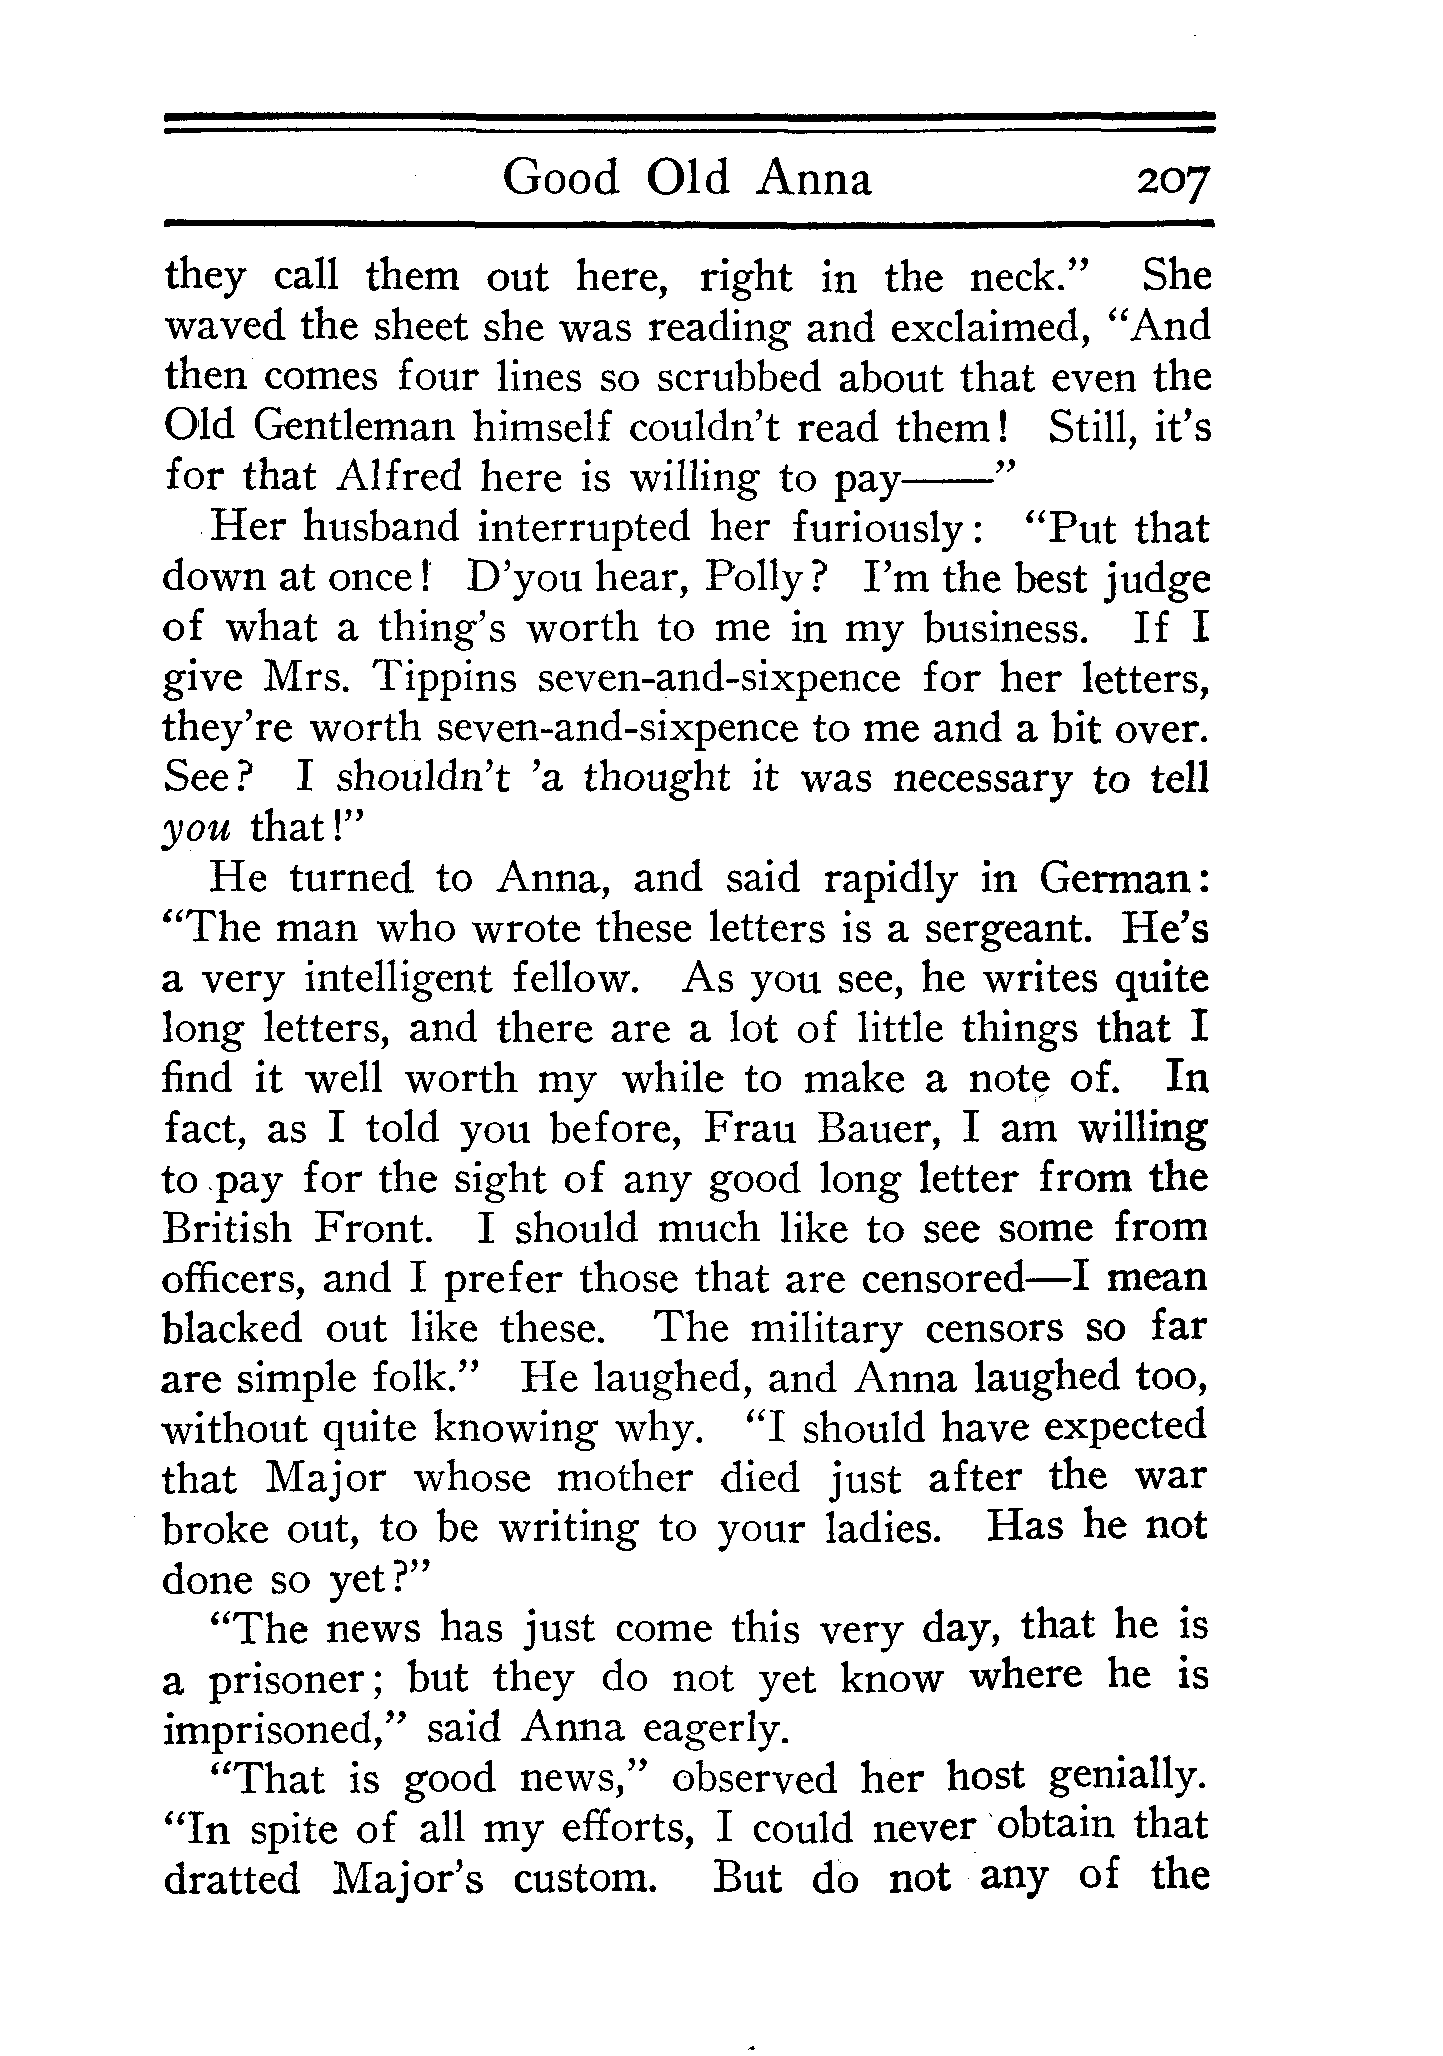 Good Old Anna 207
they call them out here, right in the neck.” She
waved the sheet she was reading and exclaimed, “And
then comes four lines so scrubbed about that even the
Old Gentleman himself couldn’t read them! Still, it’s
for that Alfred here is willing to pay——”
Her husband interrupted her furiously: “Put that
down at once! D’you hear, Polly? I’m the best judge
of what a thing’s worth to me in my business. If I
give Mrs. Tippins seven-and-sixpence for her letters,
they’re worth seven-and-sixpence to me and a bit over.
See? I shouldn’t ’a thought it was necessary to tell
you that!”
He turned to Anna, and said rapidly in German:
“The man who wrote these letters is a sergeant. He’s
a very intelligent fellow. As you see, he writes quite
long letters, and there are a lot of little things that I
find it well worth my while to make a note of. In
fact, as I told you before, Frau Bauer, I am willing
to pay for the sight of any good long letter from the
British Front. I should much like to see some from
officers, and I prefer those that are censored—I mean
blacked out like these. The military censors so far
are simple folk.” He laughed, and Anna laughed too,
without quite knowing why. “I should have expected
that Major whose mother died just after the war
broke out, to be writing to your ladies. Has he not
done so yet?”
“The news has just come this very day, that he is
a prisoner; but they do not yet know where he is
imprisoned,” said Anna eagerly.
“That is good news,” observed her host genially.
“In spite of all my efforts, I could never obtain that
dratted Major’s custom. But do not any of the